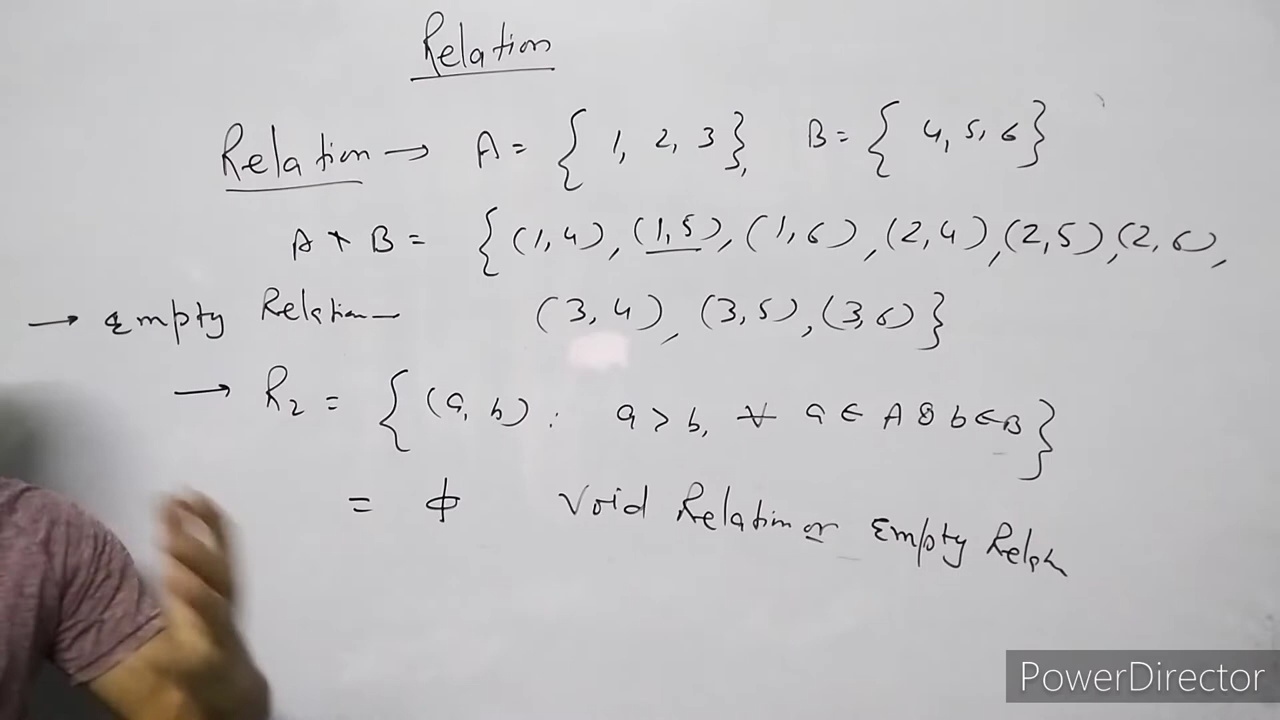 Relation
Relation → A = { 1, 2, 3 }, B = { 4, 5, 6 }
A × B = { (1, 4), (1, 5), (1, 6), (2, 4), (2, 5), (2, 6),
→ Empty Relation (3, 4), (3, 5), (3, 6) }
→ R₂ = { (a, b) : a > b, ∀ a ∈ A & b ∈ B }
= ϕ Void Relation or Empty
PowerDirector